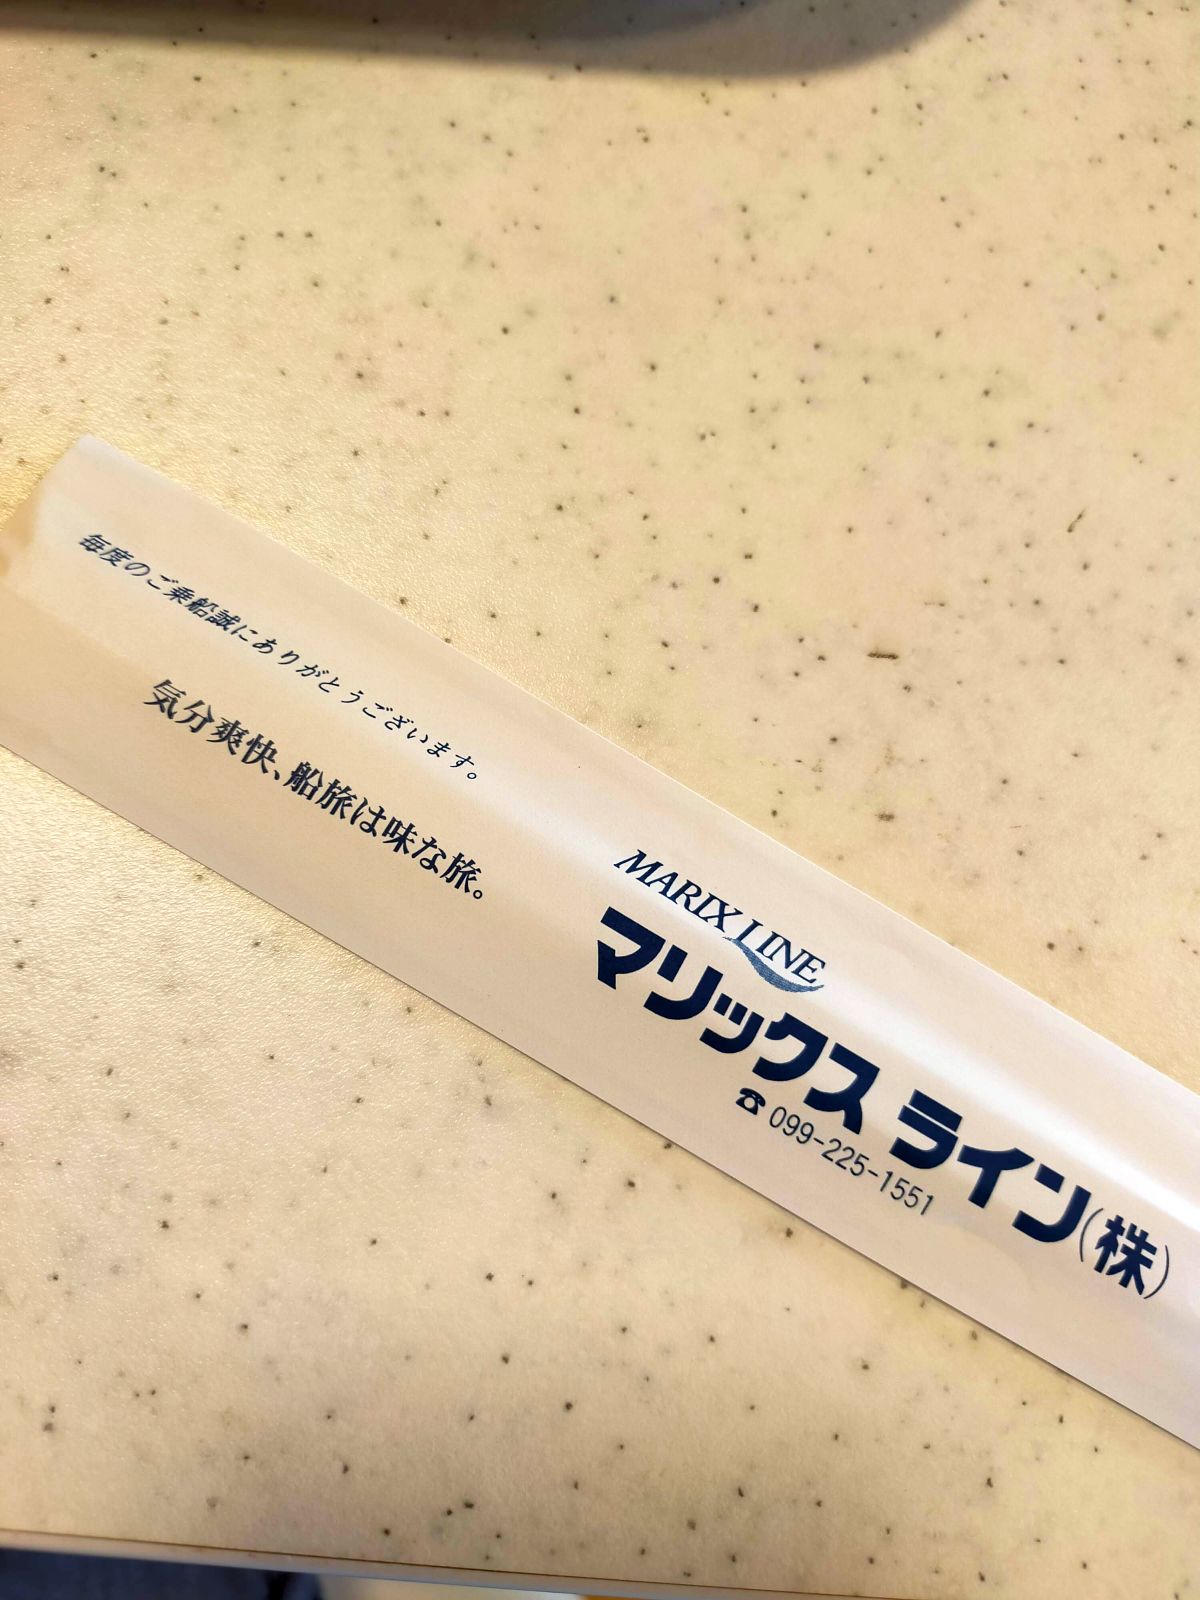 毎度のご乗船誠にありがとうございます。
気分爽快、船旅は味な旅。
MARIX LINE
マリックス ライン(株)
☎ 099-225-1551